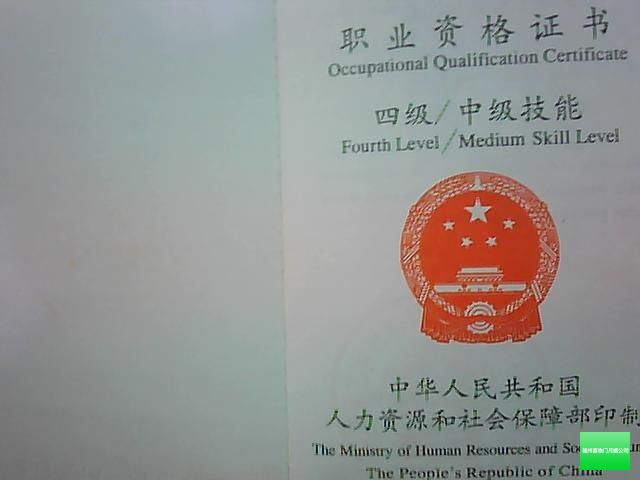 职业资格证书
Occupational Qualification Certificate
四级/中级技能
Fourth Level/Medium Skill Level
中华人民共和国
人力资源和社会保障部印制
The Ministry of Human Resources and
The People's Republic of China